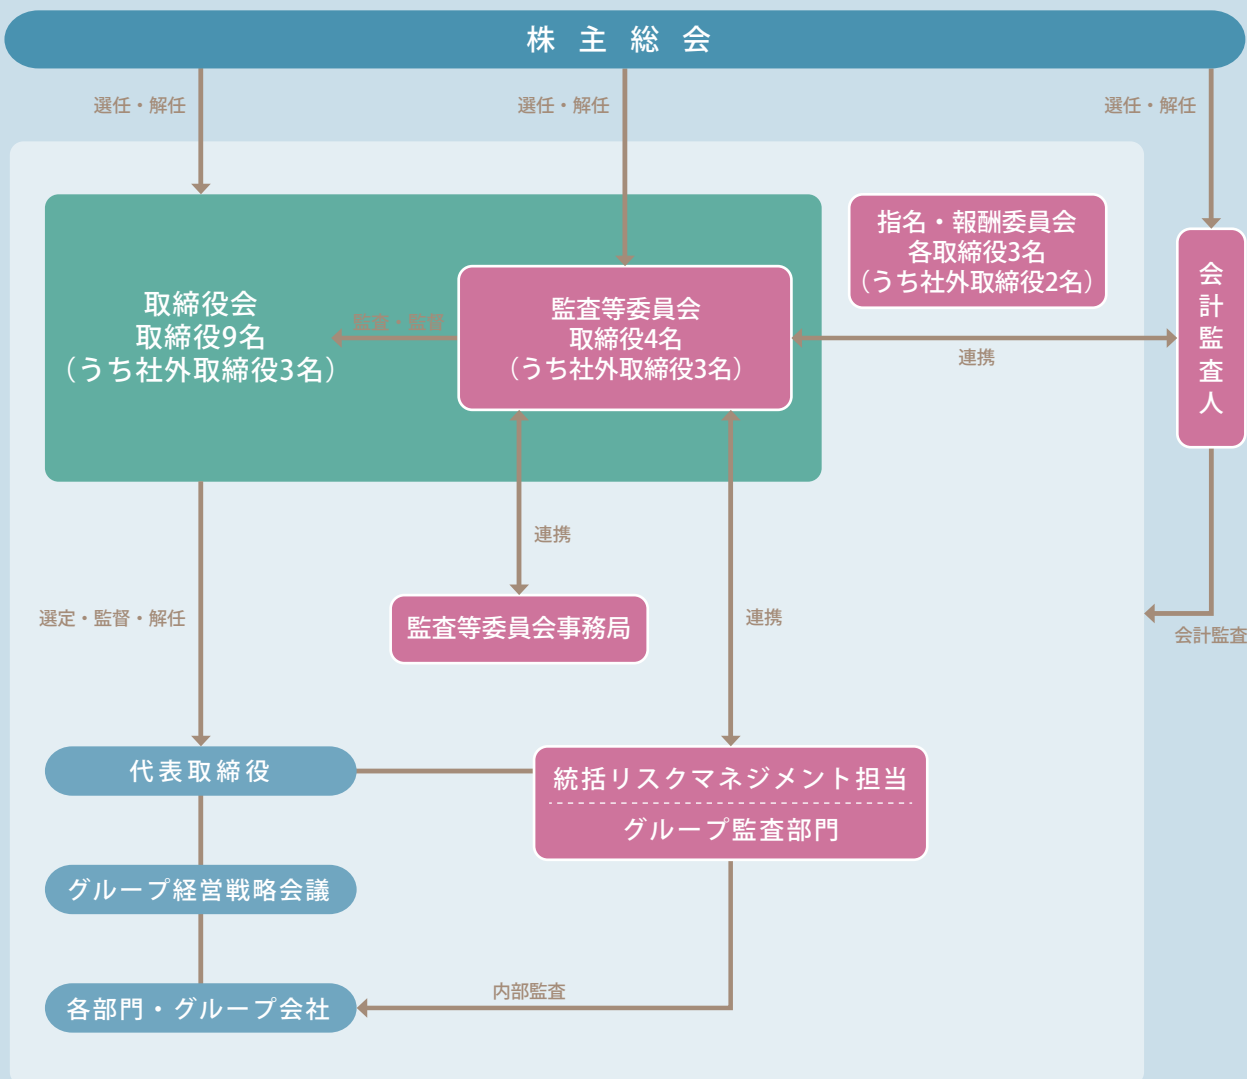 株主総会
選任・解任
選任・解任
選任・解任
指名・報酬委員会
各取締役3名
（うち社外取締役2名）
取締役会
取締役9名
（うち社外取締役3名）
監査・監督
監査等委員会
取締役4名
（うち社外取締役3名）
連携
会計監査人
連携
監査等委員会事務局
選定・監督・解任
連携
会計監査
代表取締役
統括リスクマネジメント担当
グループ監査部門
グループ経営戦略会議
内部監査
各部門・グループ会社